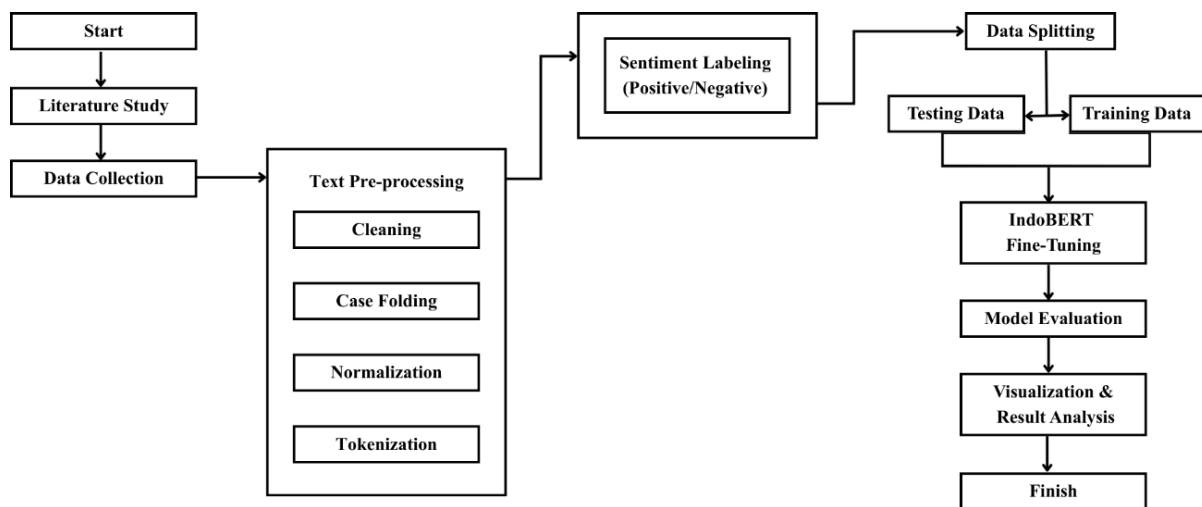 Start
Literature Study
Data Collection
Text Pre-processing
Cleaning
Case Folding
Normalization
Tokenization
Sentiment Labeling
(Positive/Negative)
Data Splitting
Testing Data
Training Data
IndoBERT
Fine-Tuning
Model Evaluation
Visualization &
Result Analysis
Finish